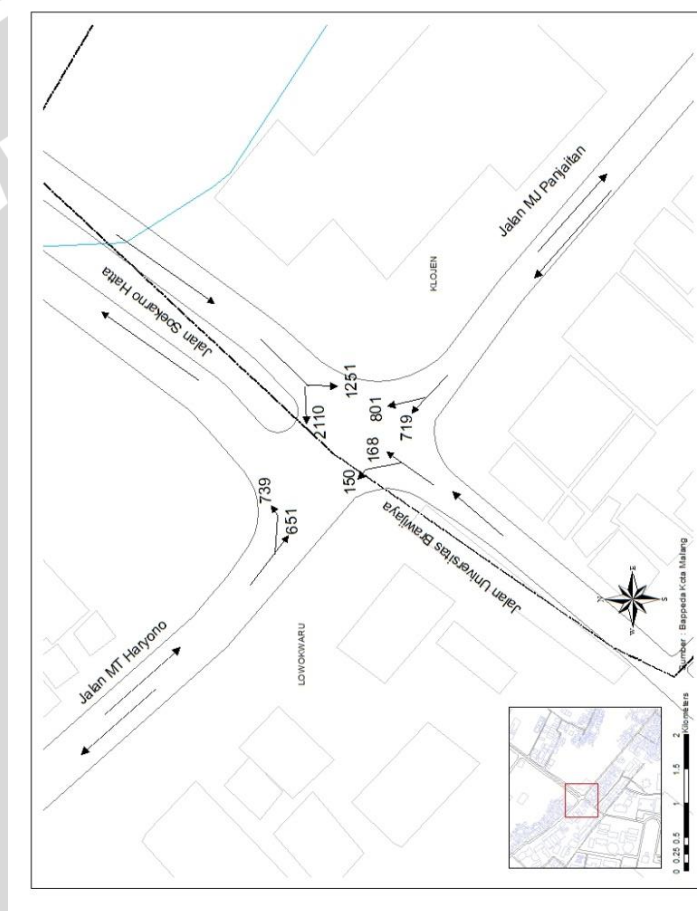 Jalan Soekarno Hatta
Jalan MJ Panjaitan
KLOJEN
1251
2110
801
719
168
150
739
651
Jalan MT Haryono
Jalan Universitas Brawijaya
LOWOKWARU
N
E
S
W
Sumber : Bappeda Kota Malang
0 0.25 0.5 1 1.5 2
Kilometers